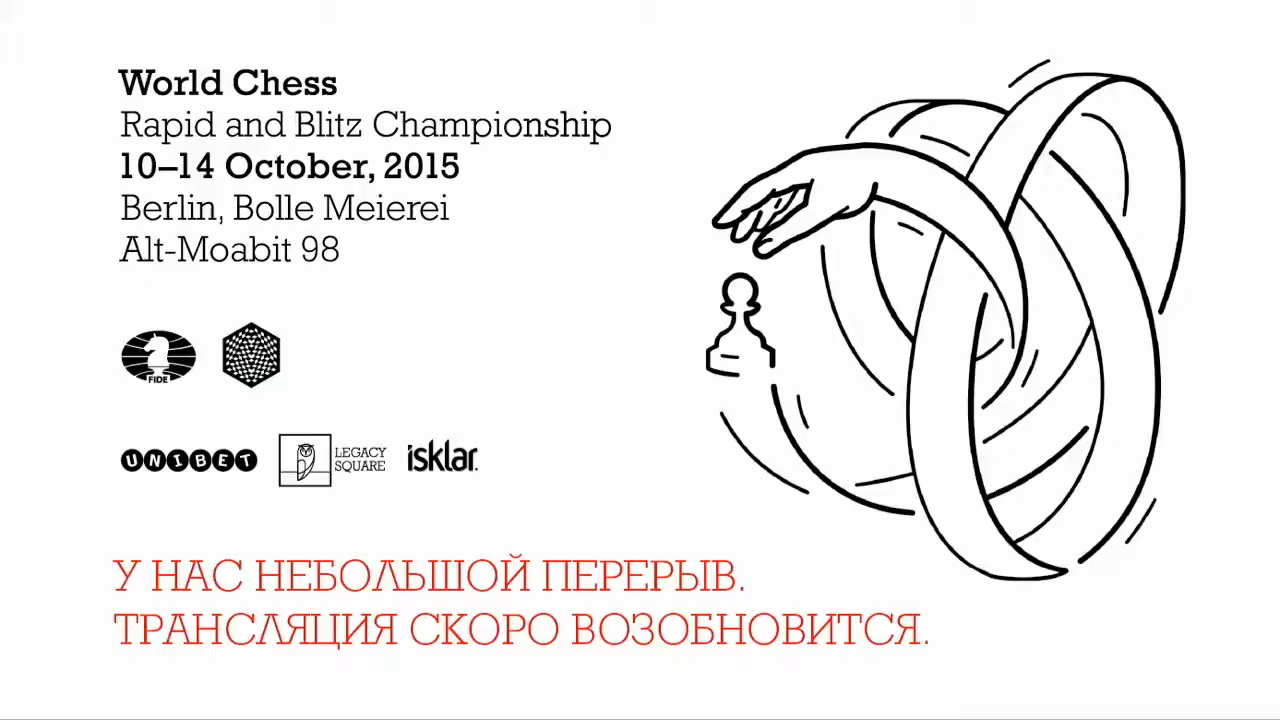 World Chess
Rapid and Blitz Championship
10–14 October, 2015
Berlin, Bolle Meierei
Alt-Moabit 98
FIDE
UNIBET
LEGACY
SQUARE
isklar.
У НАС НЕБОЛЬШОЙ ПЕРЕРЫВ.
ТРАНСЛЯЦИЯ СКОРО ВОЗОБНОВИТСЯ.